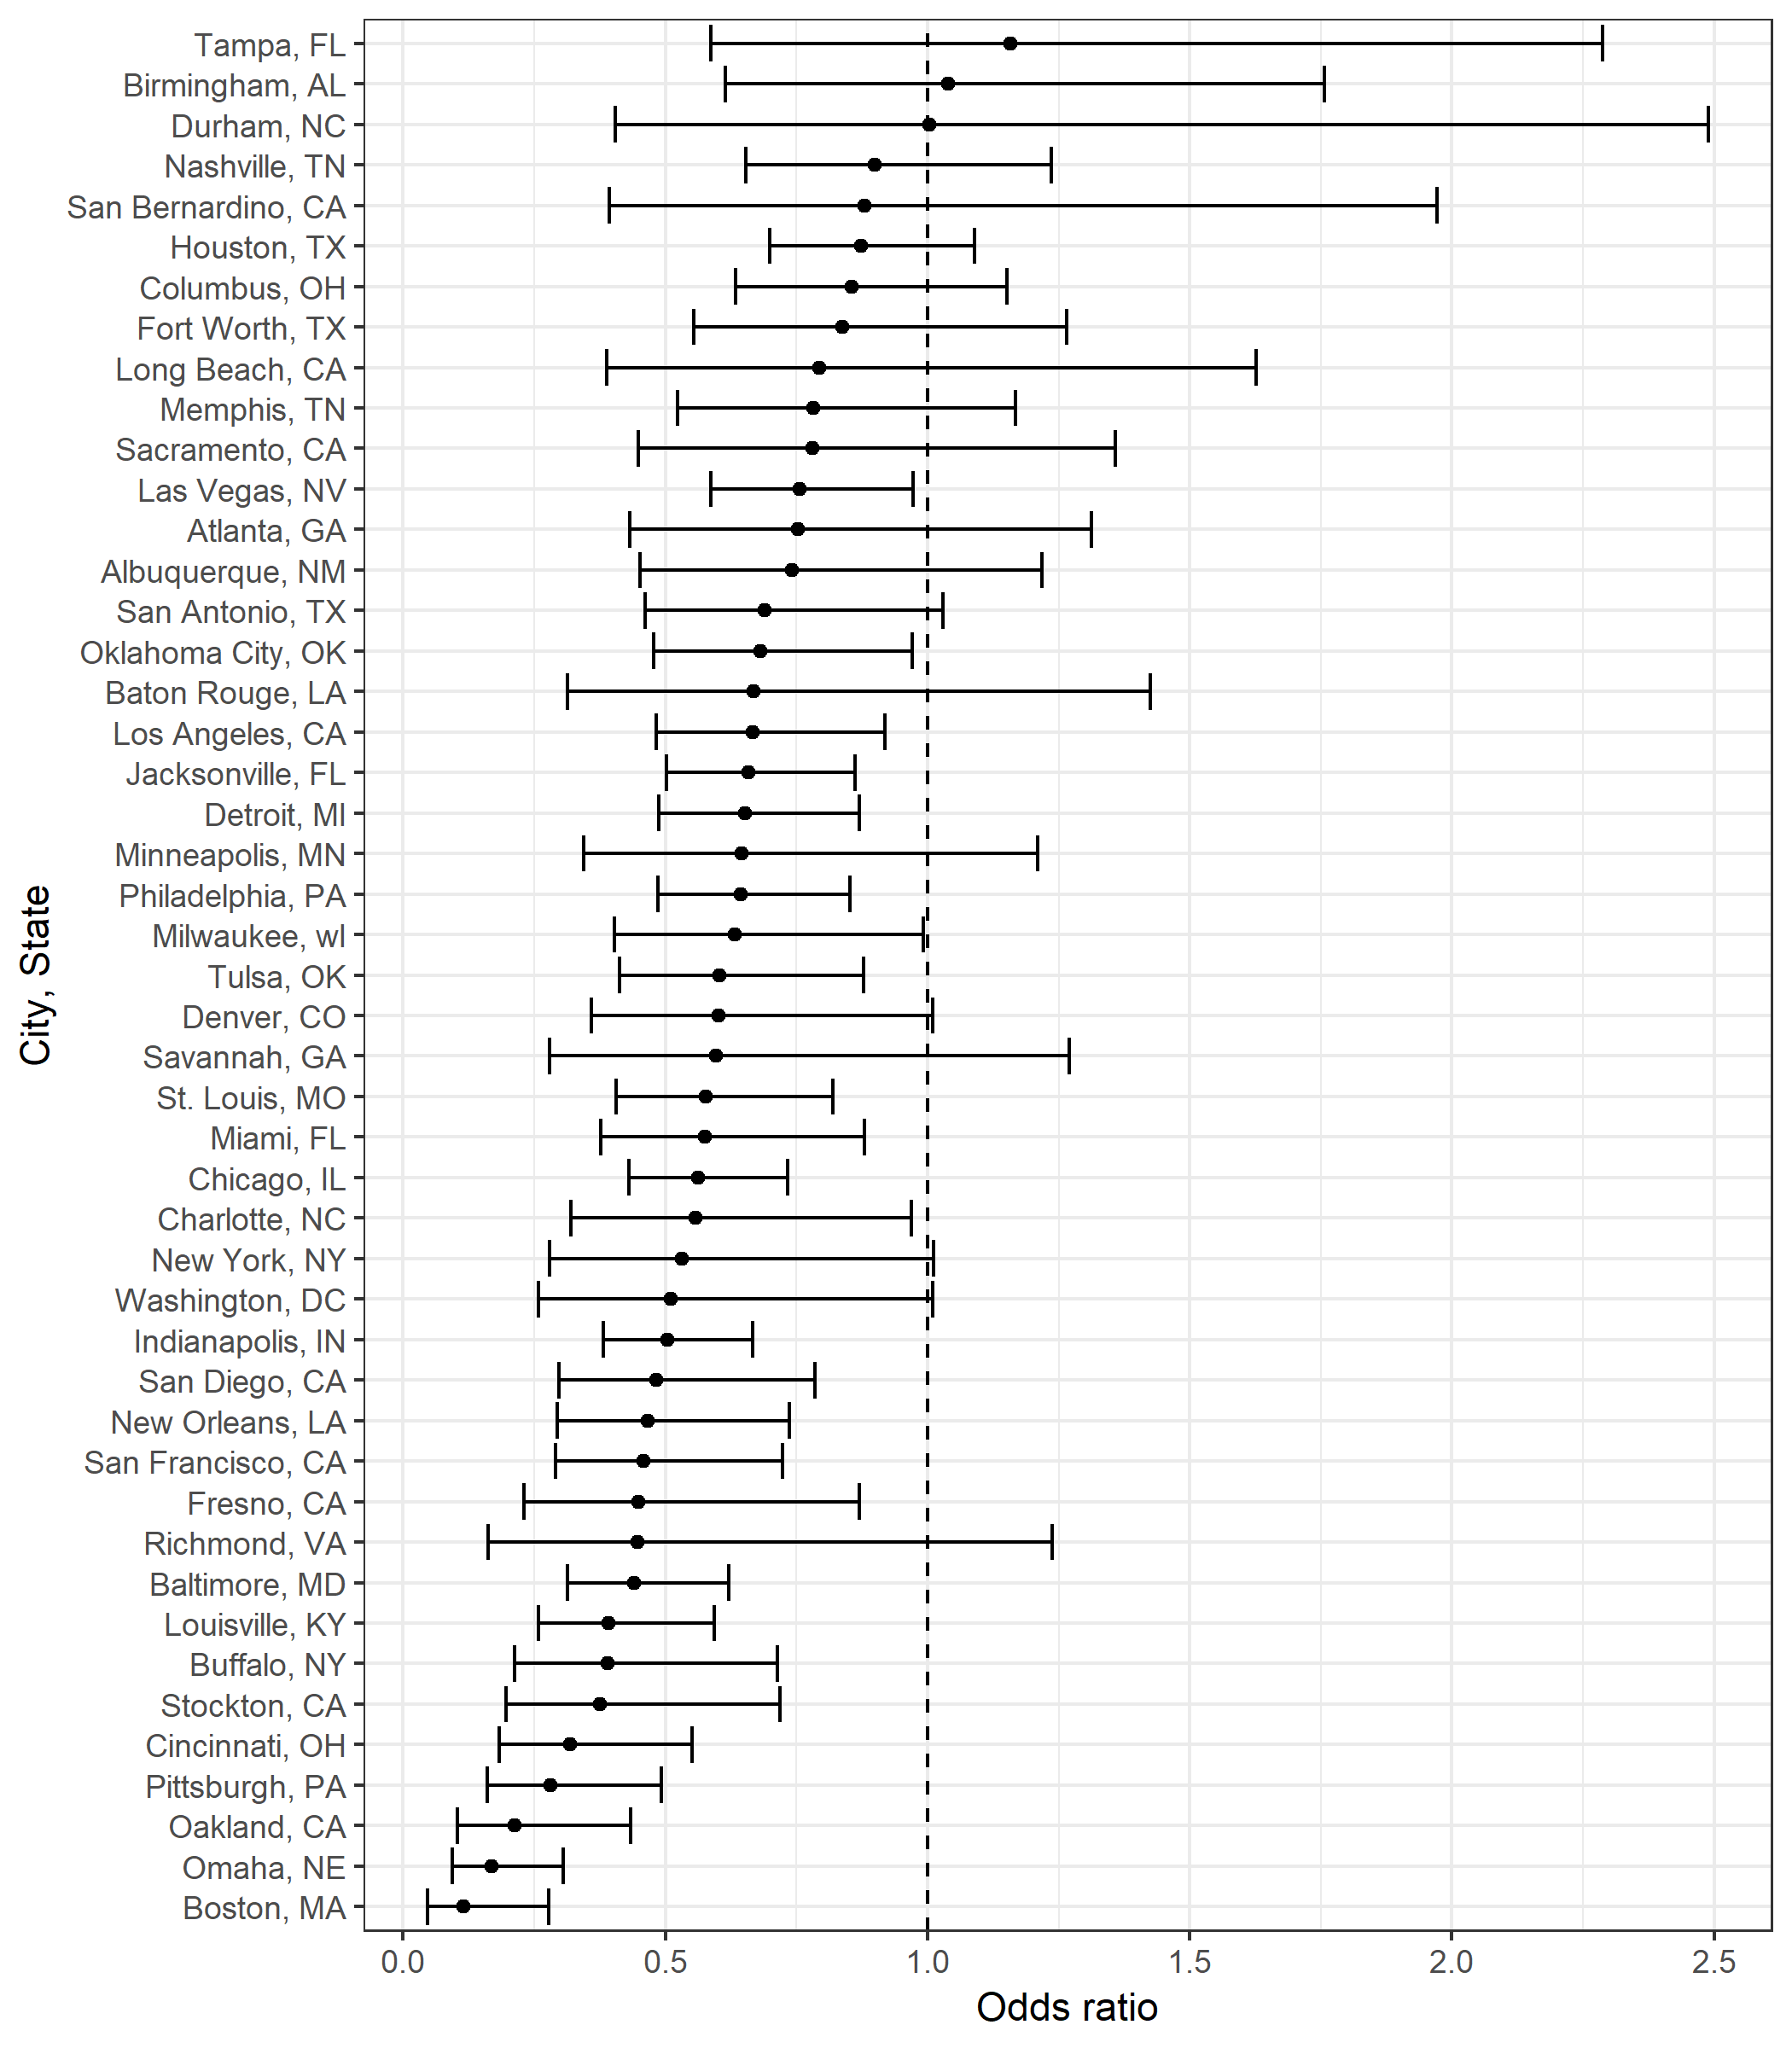 Tampa, FL
Birmingham, AL
Durham, NC
Nashville, TN
San Bernardino, CA
Houston, TX
Columbus, OH
Fort Worth, TX
Long Beach, CA
Memphis, TN
Sacramento, CA
Las Vegas, NV
Atlanta, GA
Albuquerque, NM
San Antonio, TX
Oklahoma City, OK
Baton Rouge, LA
Los Angeles, CA
Jacksonville, FL
Detroit, MI
Minneapolis, MN
Philadelphia, PA
Milwaukee, wI
Tulsa, OK
Denver, CO
Savannah, GA
St. Louis, MO
Miami, FL
Chicago, IL
Charlotte, NC
New York, NY
Washington, DC
Indianapolis, IN
San Diego, CA
New Orleans, LA
San Francisco, CA
Fresno, CA
Richmond, VA
Baltimore, MD
Louisville, KY
Buffalo, NY
Stockton, CA
Cincinnati, OH
Pittsburgh, PA
Oakland, CA
Omaha, NE
Boston, MA
City, State
0.0 0.5 1.0 1.5 2.0 2.5
Odds ratio